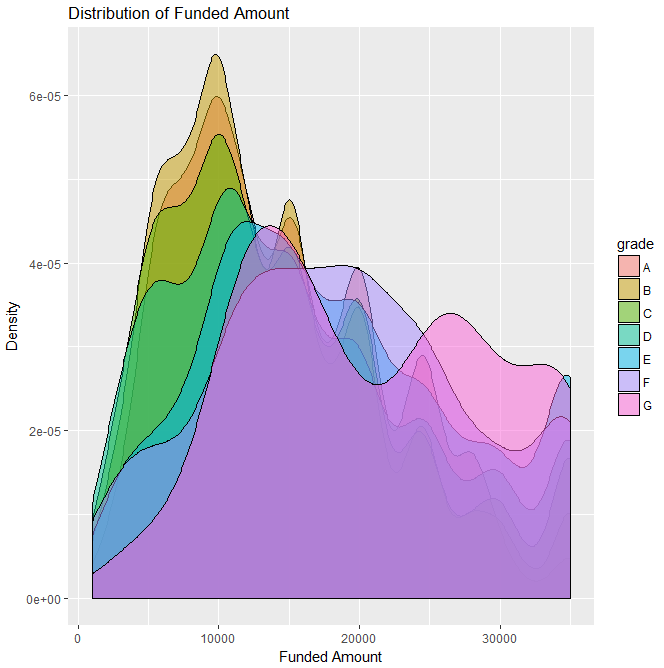 Distribution of Funded Amount
6e-05
4e-05
2e-05
0e+00
Density
0
10000
20000
30000
Funded Amount
grade
A
B
C
D
E
F
G